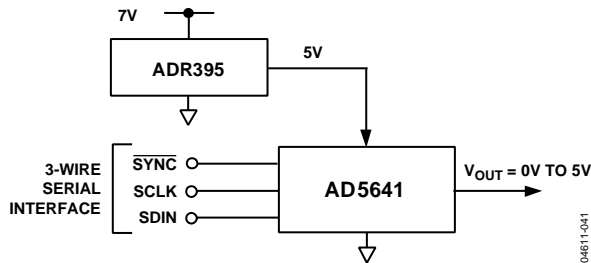 7V
ADR395
5V
3-WIRE
SERIAL
INTERFACE
SYNC
SCLK
SDIN
AD5641
VOUT = 0V TO 5V
04611-041